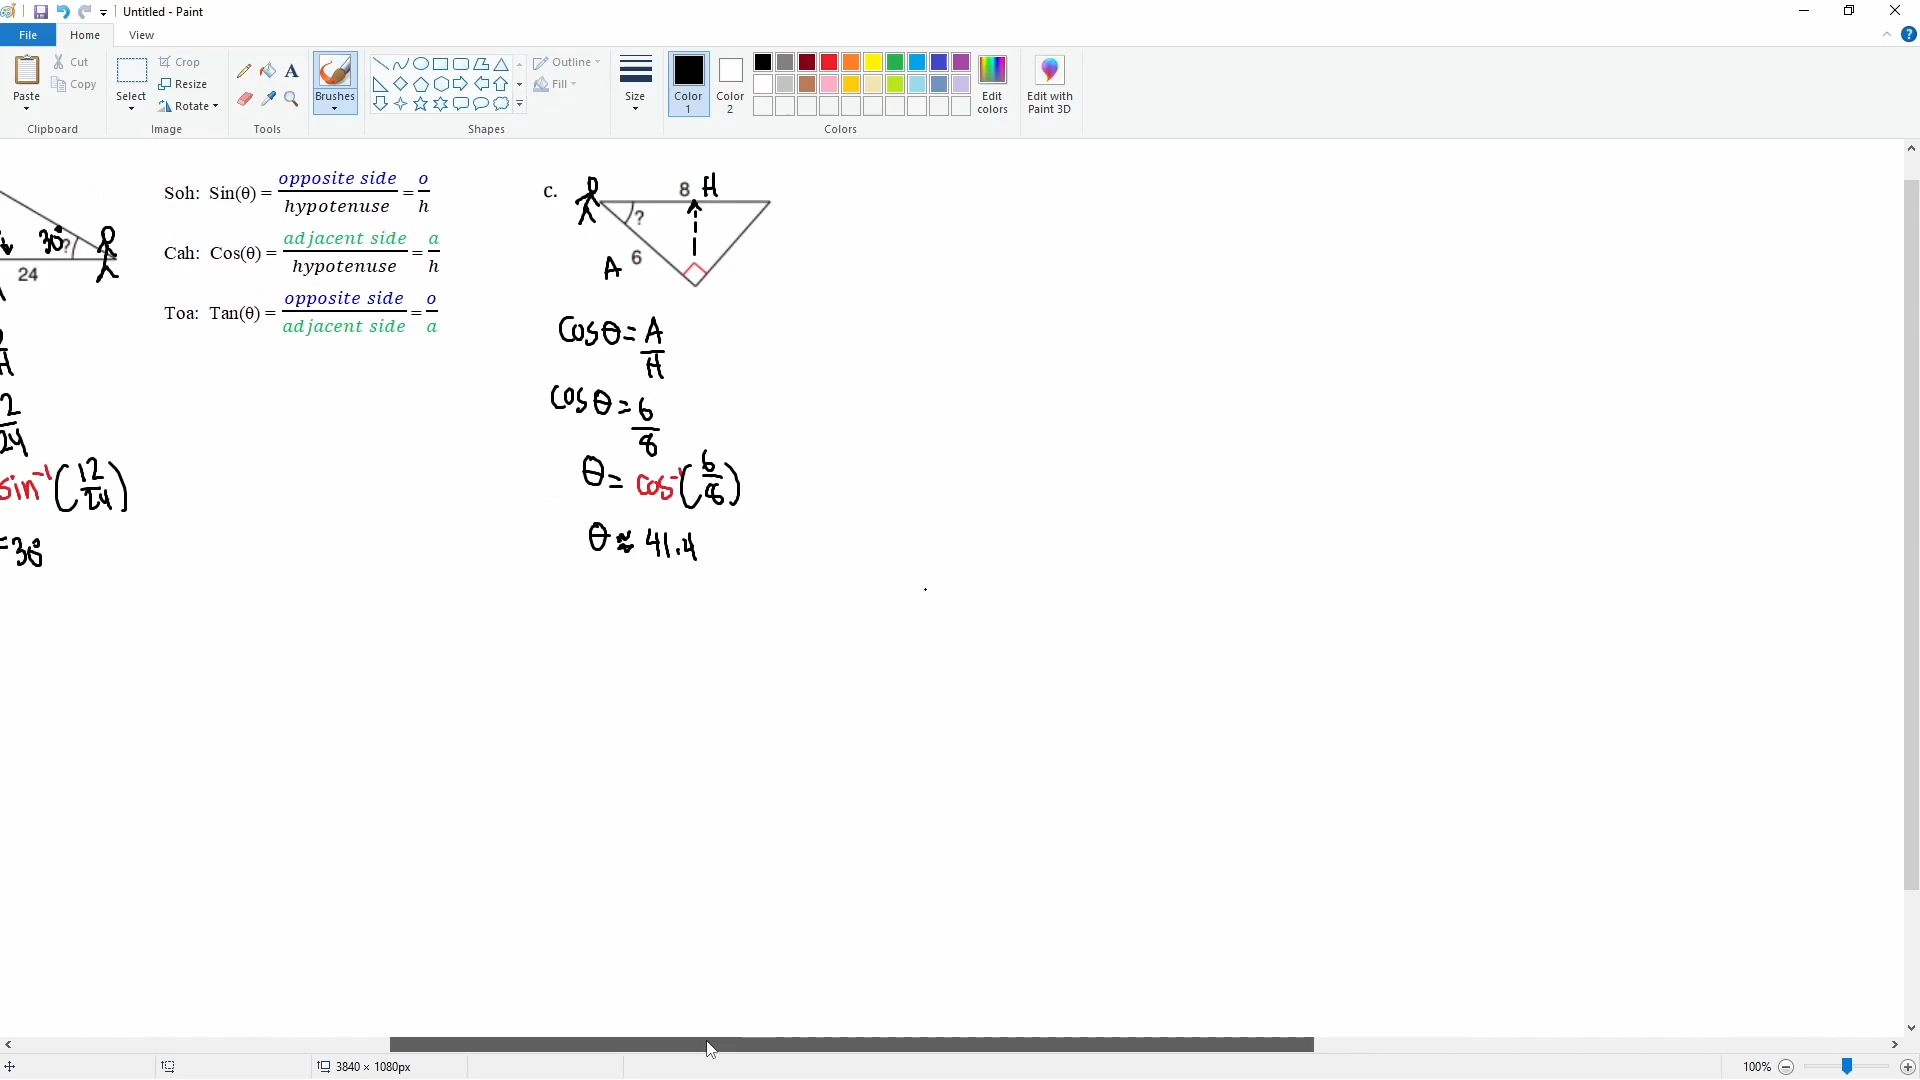 Untitled - Paint
File Home View
Paste
Cut
Copy
Clipboard
Select
Crop
Resize
Rotate
Image
A
Tools
Brushes
Outline
Fill
Shapes
Size
Color 1
Color 2
Edit colors
Edit with Paint 3D
Colors
30° ?
24
Soh: Sin(θ) = opposite side / hypotenuse = o / h
Cah: Cos(θ) = adjacent side / hypotenuse = a / h
Toa: Tan(θ) = opposite side / adjacent side = o / a
H
2 / 24
sin⁻¹(12/24)
= 30°
c.
8 H
?
A 6
Cosθ = A / H
Cosθ = 6 / 8
θ = cos⁻¹(6/8)
θ ≈ 41.4
3840 × 1080px
100%